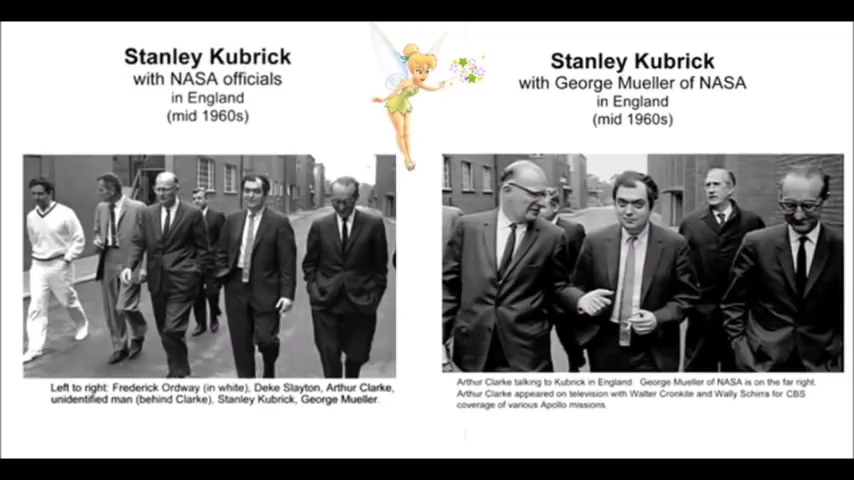 Stanley Kubrick
with NASA officials
in England
(mid 1960s)
Left to right: Frederick Ordway (in white), Deke Slayton, Arthur Clarke,
unidentified man (behind Clarke), Stanley Kubrick, George Mueller.
Stanley Kubrick
with George Mueller of NASA
in England
(mid 1960s)
Arthur Clarke talking to Kubrick in England. George Mueller of NASA is on the far right.
Arthur Clarke appeared on television with Walter Cronkite and Wally Schirra for CBS
coverage of various Apollo missions.